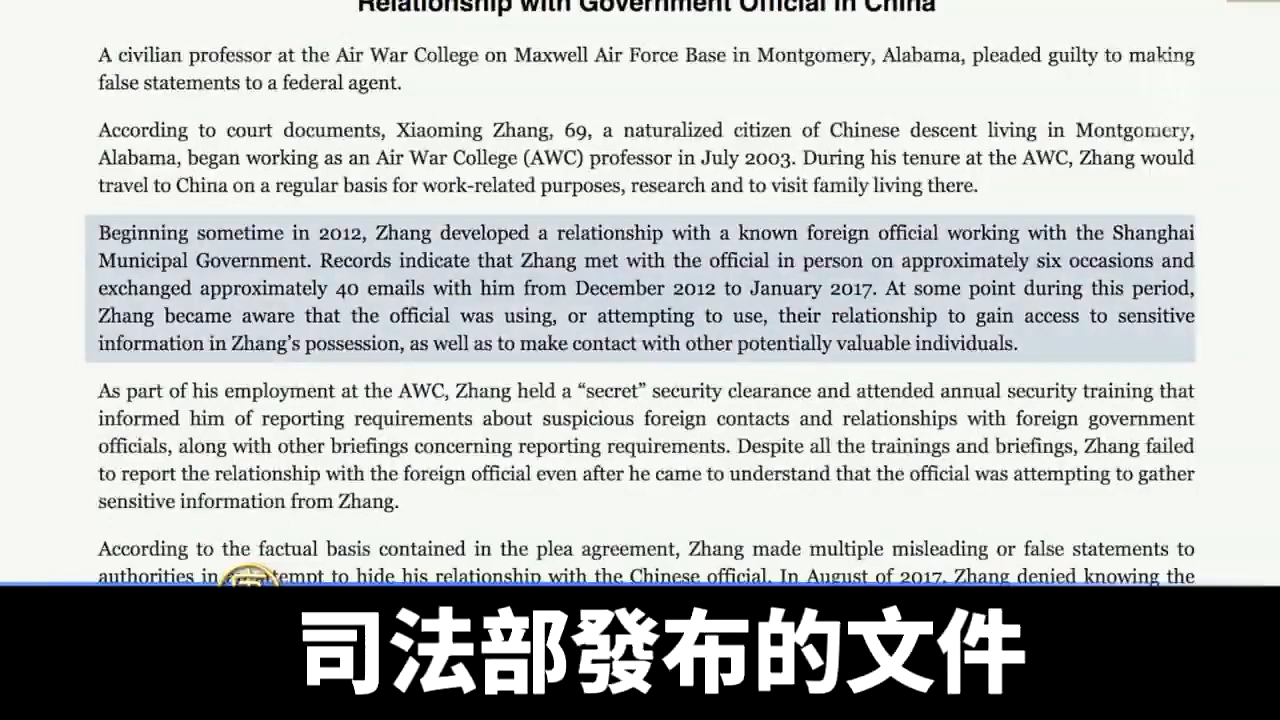 Relationship with Government Official in China
A civilian professor at the Air War College on Maxwell Air Force Base in Montgomery, Alabama, pleaded guilty to making
false statements to a federal agent.
According to court documents, Xiaoming Zhang, 69, a naturalized citizen of Chinese descent living in Montgomery,
Alabama, began working as an Air War College (AWC) professor in July 2003. During his tenure at the AWC, Zhang would
travel to China on a regular basis for work-related purposes, research and to visit family living there.
Beginning sometime in 2012, Zhang developed a relationship with a known foreign official working with the Shanghai
Municipal Government. Records indicate that Zhang met with the official in person on approximately six occasions and
exchanged approximately 40 emails with him from December 2012 to January 2017. At some point during this period,
Zhang became aware that the official was using, or attempting to use, their relationship to gain access to sensitive
information in Zhang’s possession, as well as to make contact with other potentially valuable individuals.
As part of his employment at the AWC, Zhang held a “secret” security clearance and attended annual security training that
informed him of reporting requirements about suspicious foreign contacts and relationships with foreign government
officials, along with other briefings concerning reporting requirements. Despite all the trainings and briefings, Zhang failed
to report the relationship with the foreign official even after he came to understand that the official was attempting to gather
sensitive information from Zhang.
According to the factual basis contained in the plea agreement, Zhang made multiple misleading or false statements to
authorities in tempt to hide his relationship with the Chinese official. In August of 2017, Zhang denied knowing the
司法部發布的文件